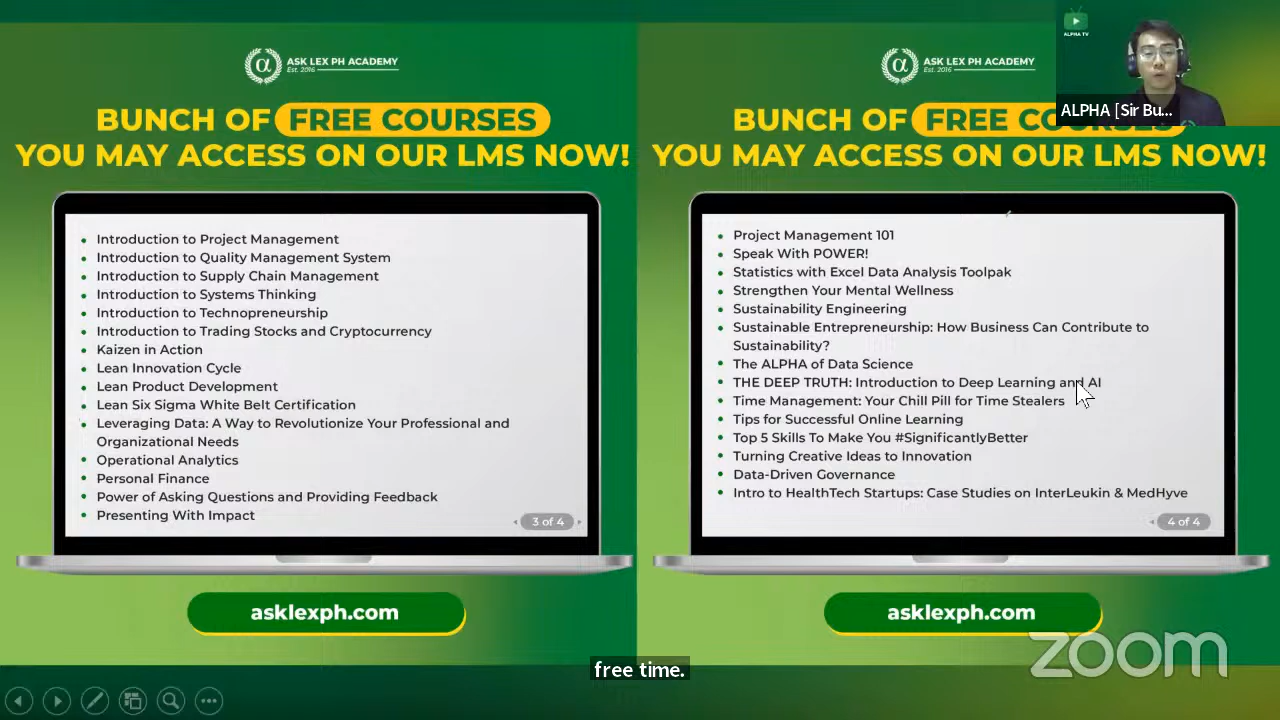 ASK LEX PH ACADEMY
Est. 2016
BUNCH OF FREE COURSES
YOU MAY ACCESS ON OUR LMS NOW!
Introduction to Project Management
Introduction to Quality Management System
Introduction to Supply Chain Management
Introduction to Systems Thinking
Introduction to Technopreneurship
Introduction to Trading Stocks and Cryptocurrency
Kaizen in Action
Lean Innovation Cycle
Lean Product Development
Lean Six Sigma White Belt Certification
Leveraging Data: A Way to Revolutionize Your Professional and
Organizational Needs
Operational Analytics
Personal Finance
Power of Asking Questions and Providing Feedback
Presenting With Impact
3 of 4
asklexph.com
ASK LEX PH ACADEMY
Est. 2016
BUNCH OF FREE COURSES
YOU MAY ACCESS ON OUR LMS NOW!
Project Management 101
Speak With POWER!
Statistics with Excel Data Analysis Toolpak
Strengthen Your Mental Wellness
Sustainability Engineering
Sustainable Entrepreneurship: How Business Can Contribute to
Sustainability?
The ALPHA of Data Science
THE DEEP TRUTH: Introduction to Deep Learning and AI
Time Management: Your Chill Pill for Time Stealers
Tips for Successful Online Learning
Top 5 Skills To Make You #SignificantlyBetter
Turning Creative Ideas to Innovation
Data-Driven Governance
Intro to HealthTech Startups: Case Studies on InterLeukin & MedHyve
4 of 4
asklexph.com
ALPHA TV
ALPHA [Sir Bu...
zoom
free time.